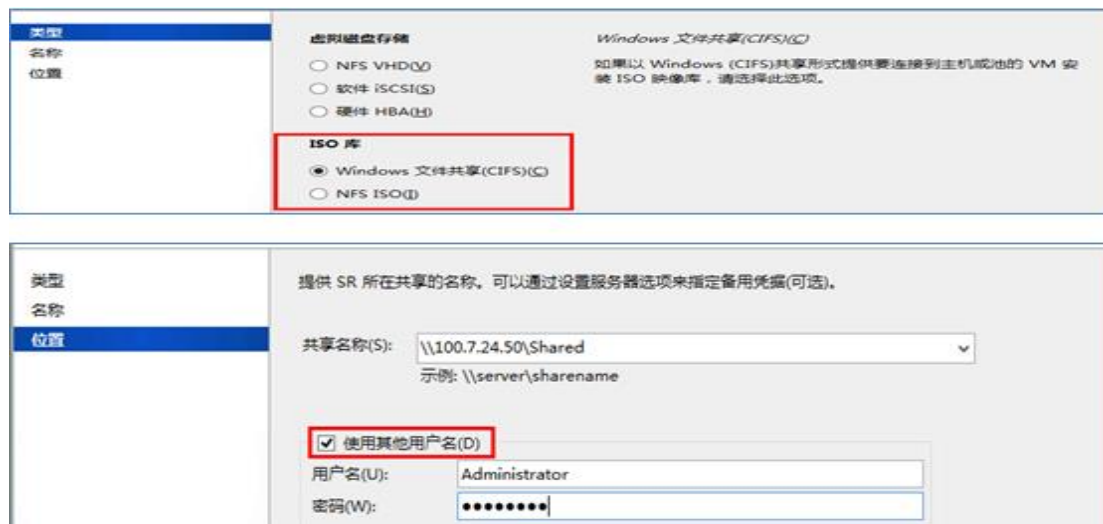 类型
名称
位置
虚拟磁盘存储
NFS VHD(V)
软件 iSCSI(S)
硬件 HBA(H)
ISO 库
Windows 文件共享(CIFS)(C)
NFS ISO(I)
Windows 文件共享(CIFS)(C)
如果以 Windows (CIFS)共享形式提供要连接到主机或池的 VM 安
装 ISO 映像库，请选择此选项。
类型
名称
位置
提供 SR 所在共享的名称。可以通过设置服务器选项来指定备用凭据(可选)。
共享名称(S): \\100.7.24.50\Shared
示例: \\server\sharename
使用其他用户名(D)
用户名(U): Administrator
密码(W): ●●●●●●●●